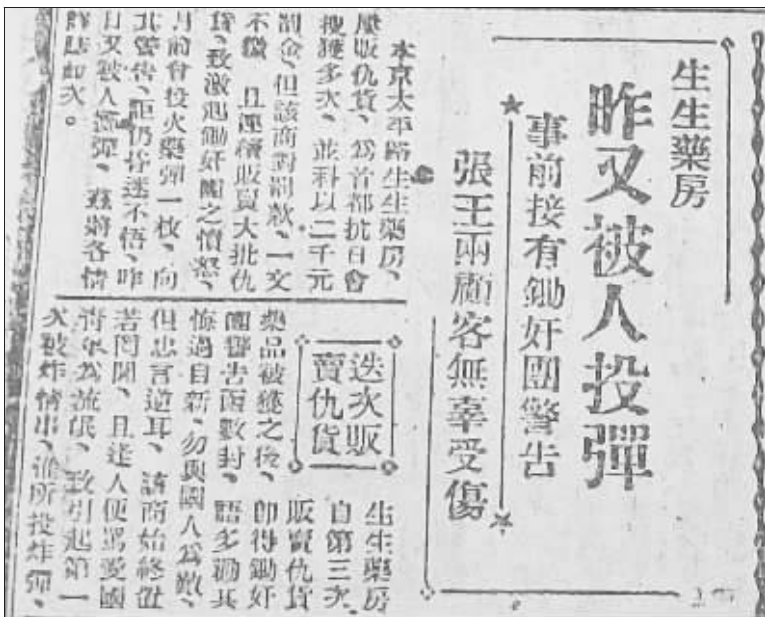 生生藥房
昨又被人投彈
事前接有鋤奸團警告
張王兩顧客無辜受傷
本京太平路生生藥房、
屢販仇貨、爲首都抗日會
搜獲多次、並科以二千元
罰金、但該商對罰款、一文
不繳、且連續販買大批仇
貨、致激起鋤奸團之憤怒、
月前曾投火藥彈一枚、向
其警告、詎仍迷不悟、昨
日又被人擲彈、茲將各情
詳誌如次。
迭次販
賣仇貨
生生藥房
自第三次
販賣仇貨
藥品被獲之後、即得鋤奸
團警告函數封、語多勸其
悔過自新、勿與國人爲敵、
但忠言逆耳、該商始終置
若罔聞、且逢人便罵愛國
青年爲流氓、致引起第一
次被炸情事、惟所投炸彈、